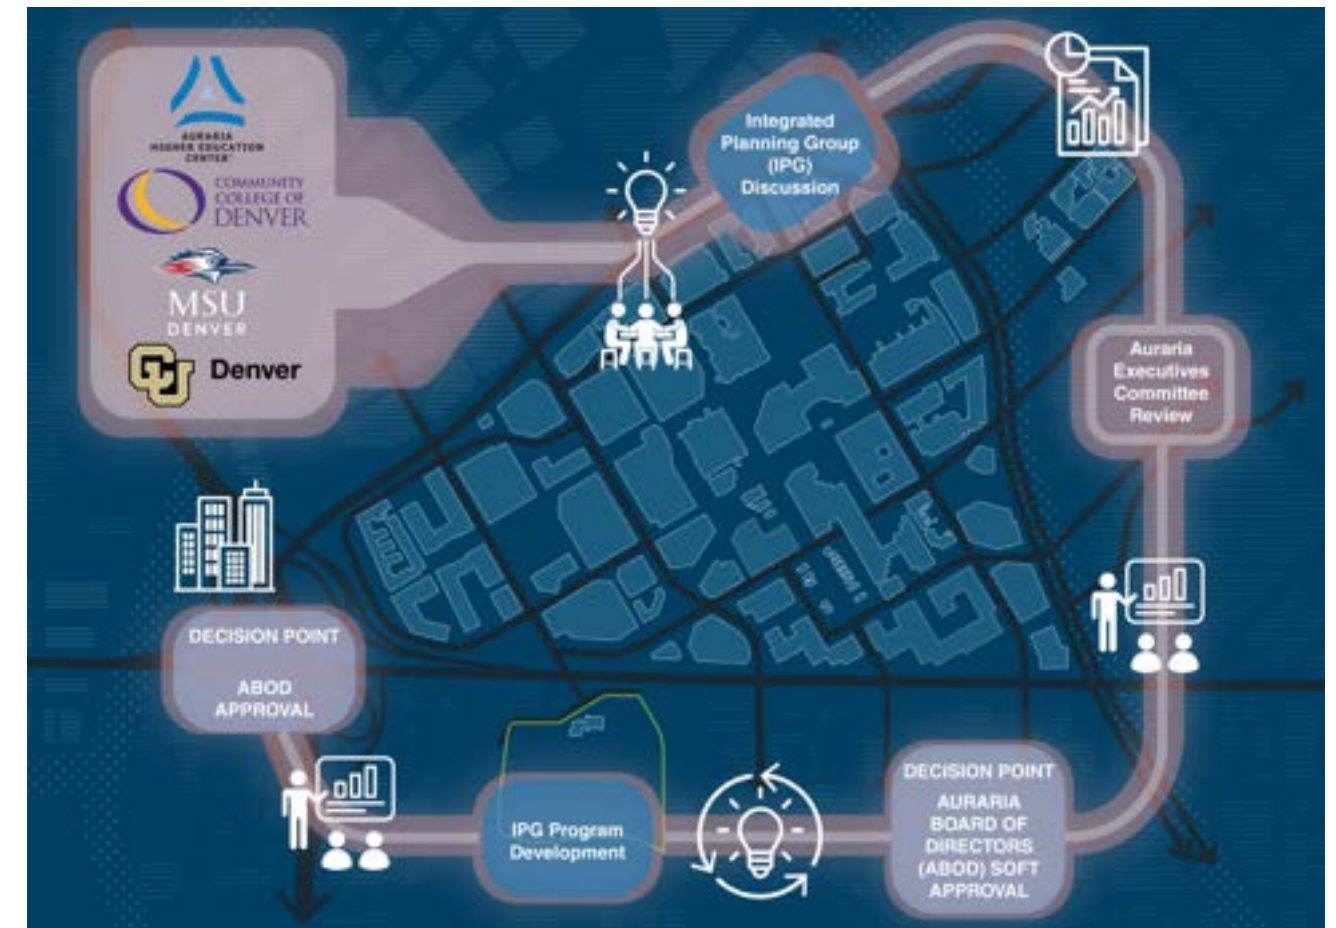 AURARIA
HIGHER EDUCATION
CENTER
COMMUNITY
COLLEGE OF
DENVER
MSU
DENVER
CU Denver
Integrated
Planning Group
(IPG)
Discussion
Auraria
Executives
Committee
Review
DECISION POINT
AURARIA
BOARD OF
DIRECTORS
(ABOD) SOFT
APPROVAL
IPG Program
Development
DECISION POINT
ABOD
APPROVAL